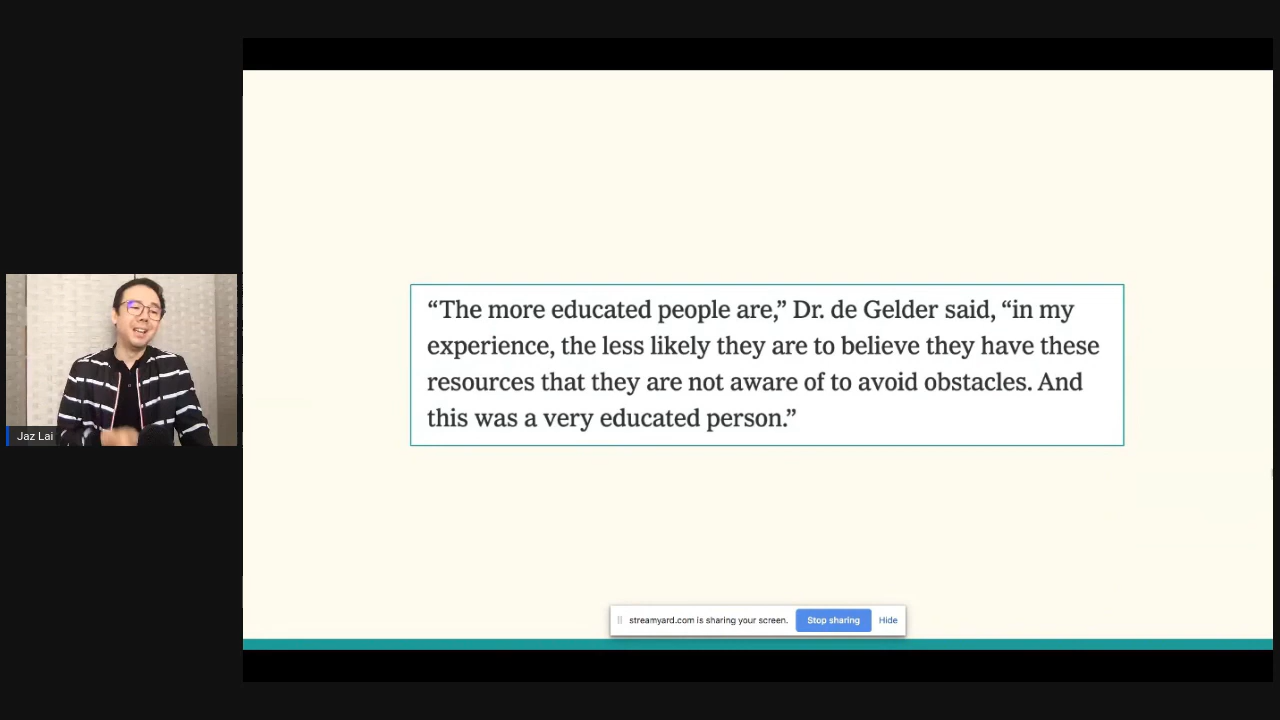 “The more educated people are,” Dr. de Gelder said, “in my
experience, the less likely they are to believe they have these
resources that they are not aware of to avoid obstacles. And
this was a very educated person.”
Jaz Lai
streamyard.com is sharing your screen.
Stop sharing
Hide